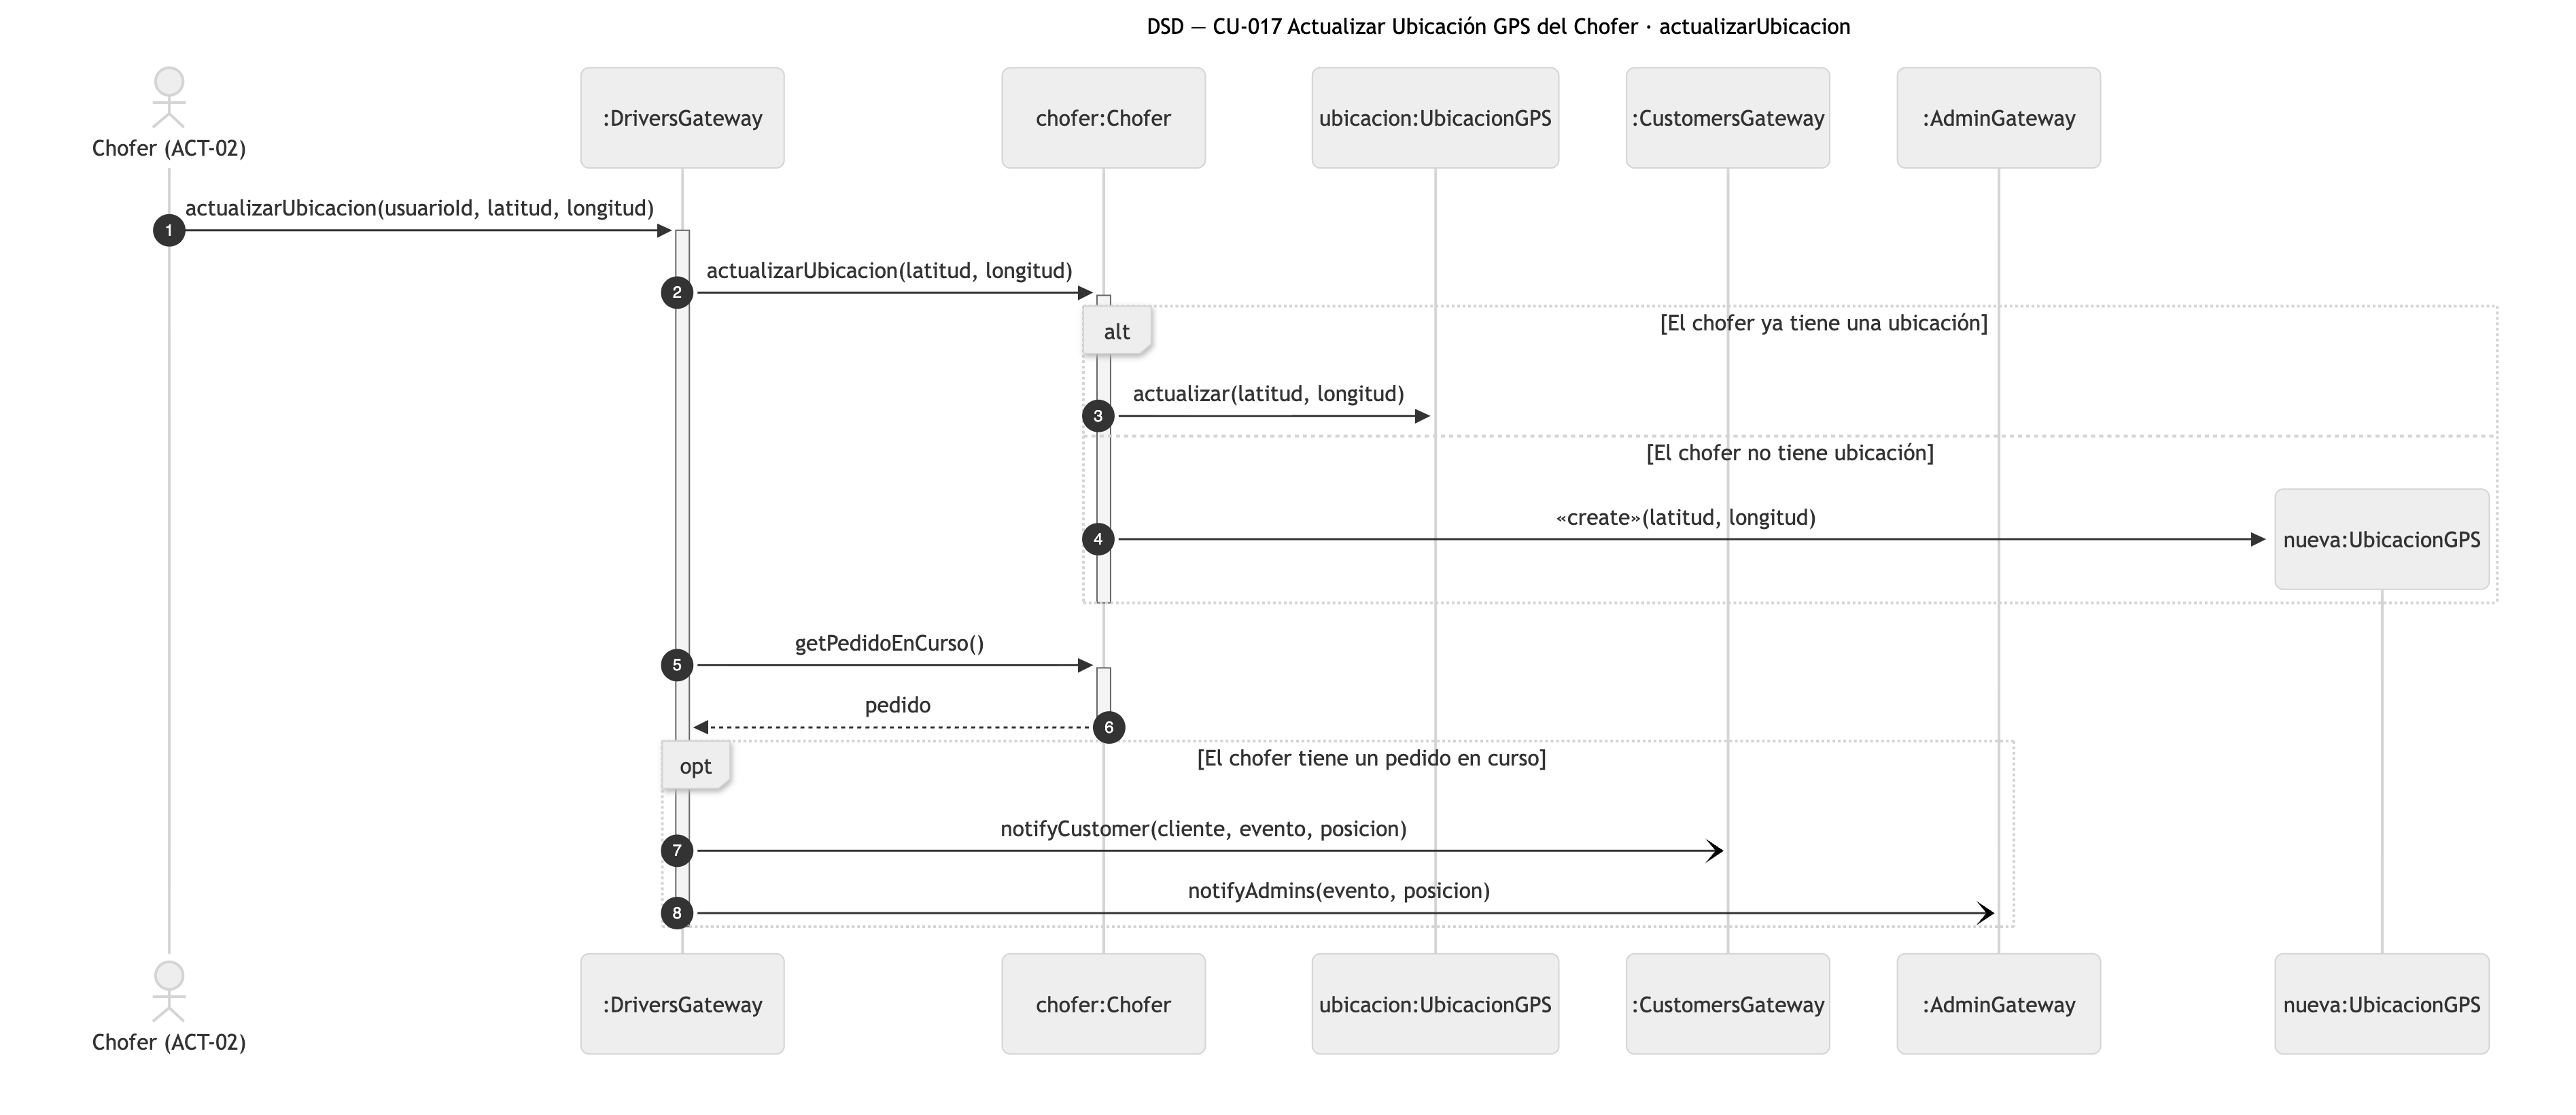 DSD — CU-017 Actualizar Ubicación GPS del Chofer · actualizarUbicacion
Chofer (ACT-02)
:DriversGateway
chofer:Chofer
ubicacion:UbicacionGPS
:CustomersGateway
:AdminGateway
1
actualizarUbicacion(usuarioId, latitud, longitud)
2
actualizarUbicacion(latitud, longitud)
alt
[El chofer ya tiene una ubicación]
3
actualizar(latitud, longitud)
[El chofer no tiene ubicación]
4
«create»(latitud, longitud)
nueva:UbicacionGPS
5
getPedidoEnCurso()
pedido
6
opt
[El chofer tiene un pedido en curso]
7
notifyCustomer(cliente, evento, posicion)
8
notifyAdmins(evento, posicion)
Chofer (ACT-02)
:DriversGateway
chofer:Chofer
ubicacion:UbicacionGPS
:CustomersGateway
:AdminGateway
nueva:UbicacionGPS